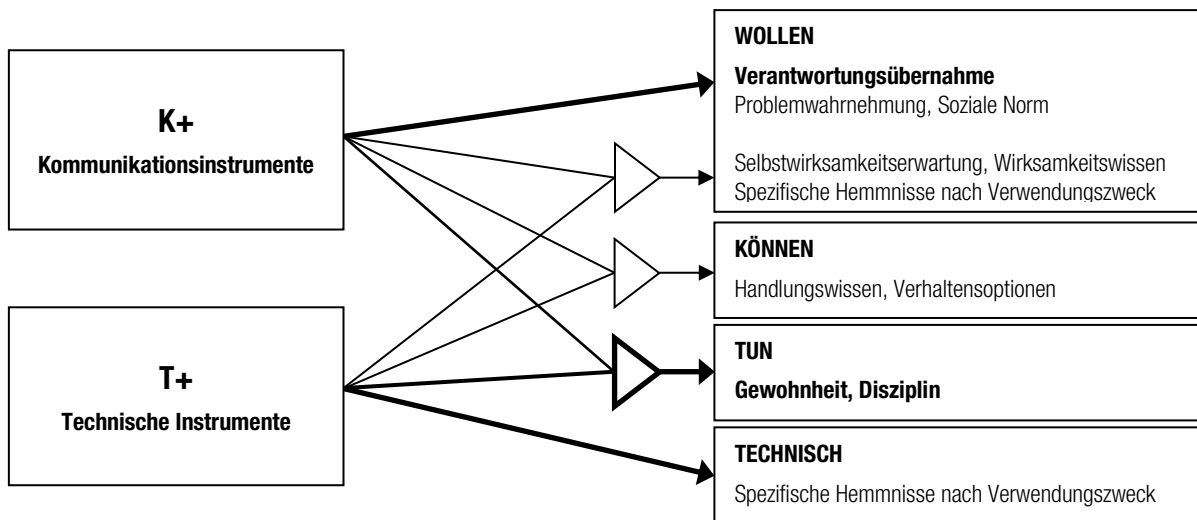 K+
Kommunikationsinstrumente
T+
Technische Instrumente
WOLLEN
Verantwortungsübernahme
Problemwahrnehmung, Soziale Norm
Selbstwirksamkeitserwartung, Wirksamkeitswissen
Spezifische Hemmnisse nach Verwendungszweck
KÖNNEN
Handlungswissen, Verhaltensoptionen
TUN
Gewohnheit, Disziplin
TECHNISCH
Spezifische Hemmnisse nach Verwendungszweck